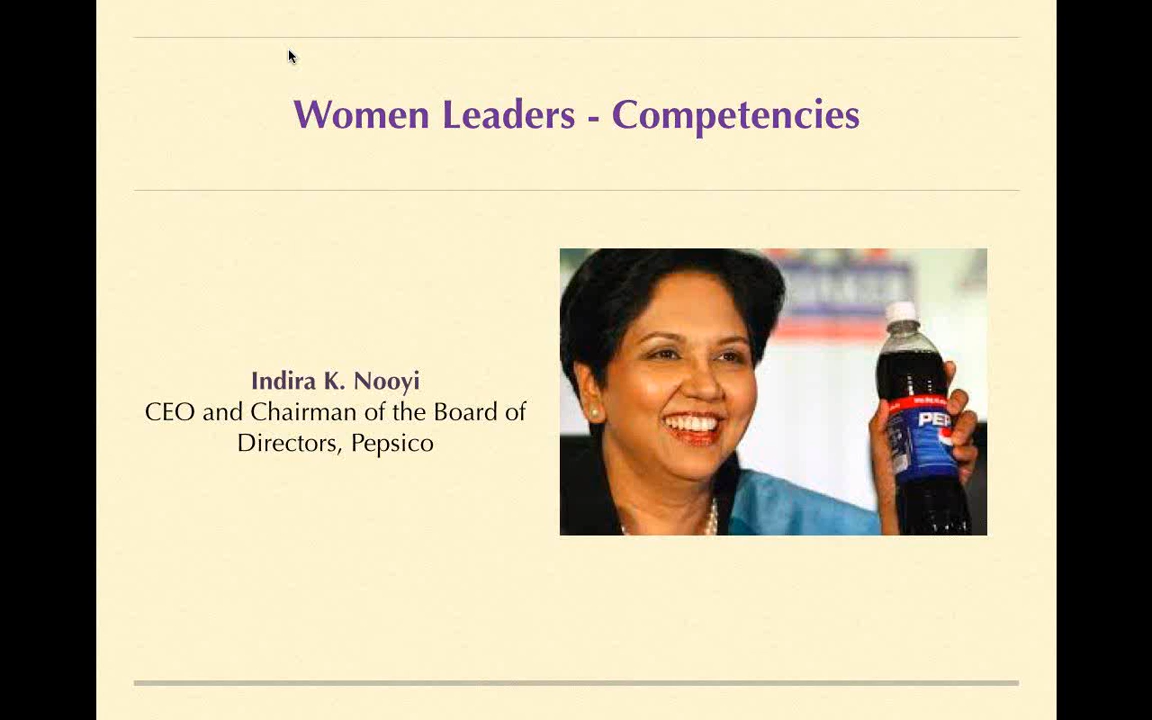 Women Leaders - Competencies
Indira K. Nooyi
CEO and Chairman of the Board of
Directors, Pepsico